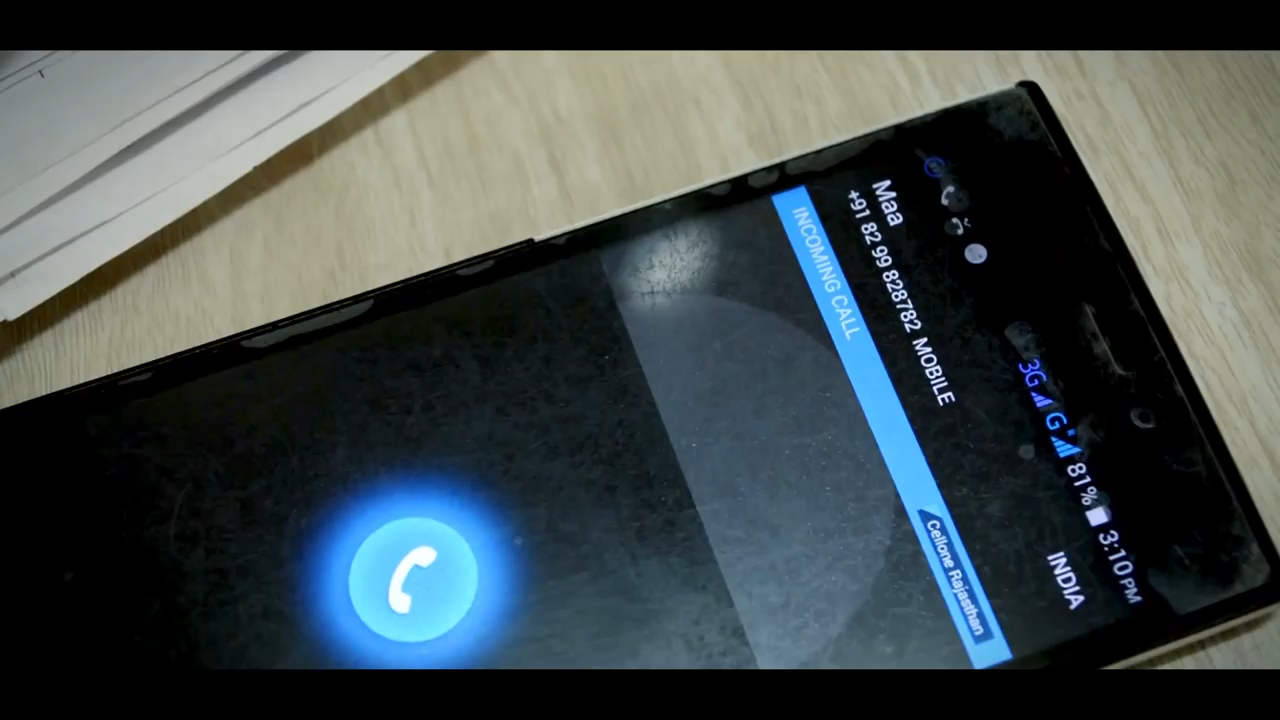 3G G 81% 3:10 PM
Maa
INDIA
+91 82 99 828782 MOBILE
INCOMING CALL
Cellone Rajasthan